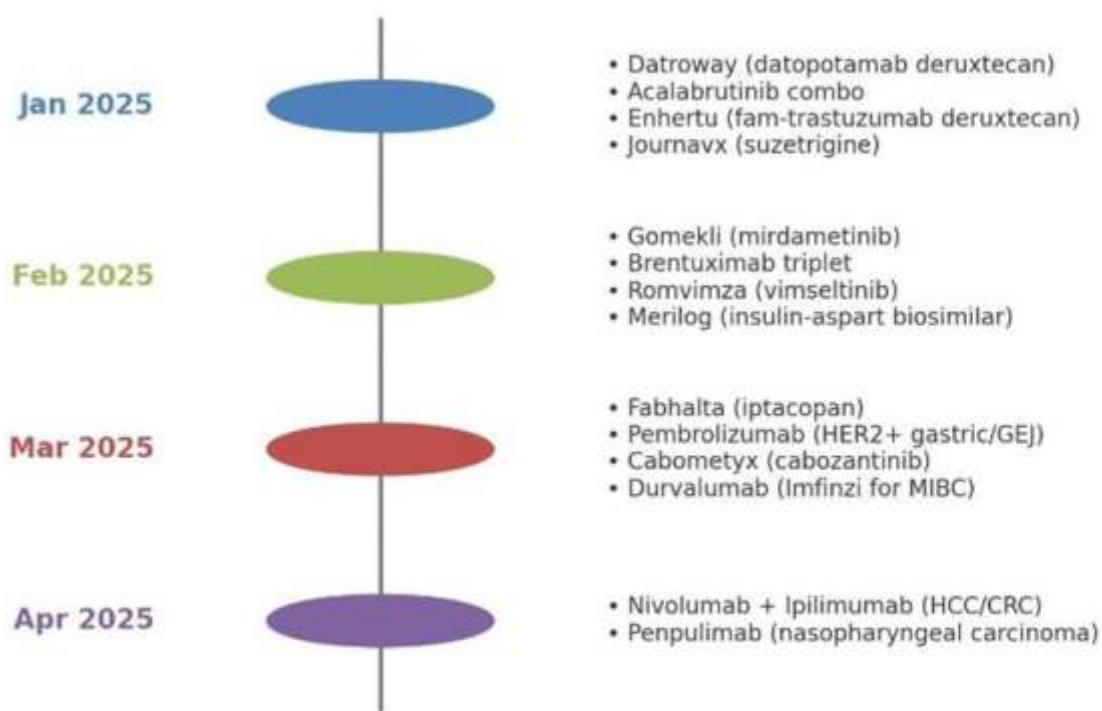 Jan 2025
• Datroway (datopotamab deruxtecan)
• Acalabrutinib combo
• Enhertu (fam-trastuzumab deruxtecan)
• Journavx (suzetrigine)
Feb 2025
• Gomekli (mirdametinib)
• Brentuximab triplet
• Romvimza (vimseltinib)
• Merilog (insulin-aspart biosimilar)
Mar 2025
• Fabhalta (iptacopan)
• Pembrolizumab (HER2+ gastric/GEJ)
• Cabometyx (cabozantinib)
• Durvalumab (Imfinzi for MIBC)
Apr 2025
• Nivolumab + Ipilimumab (HCC/CRC)
• Penpulimab (nasopharyngeal carcinoma)